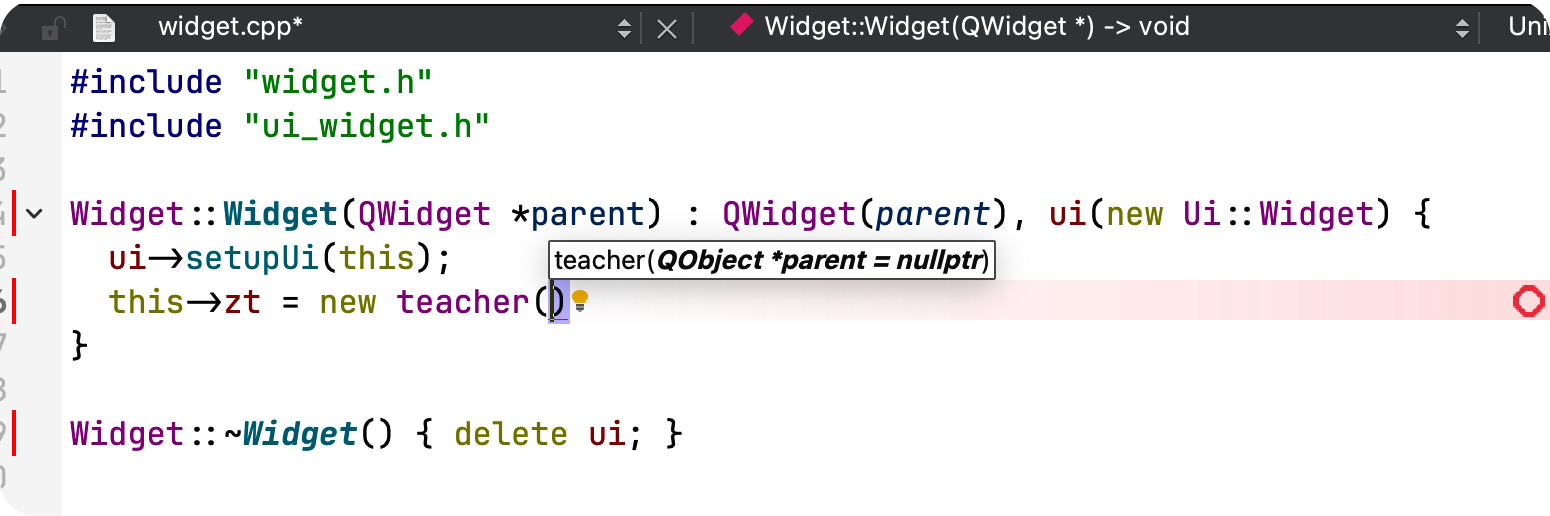 widget.cpp* Widget::Widget(QWidget *) -> void
1 #include "widget.h"
2 #include "ui_widget.h"
3
4 Widget::Widget(QWidget *parent) : QWidget(parent), ui(new Ui::Widget) {
5 ui->setupUi(this);
teacher(QObject *parent = nullptr)
6 this->zt = new teacher()
7 }
8
9 Widget::~Widget() { delete ui; }
0